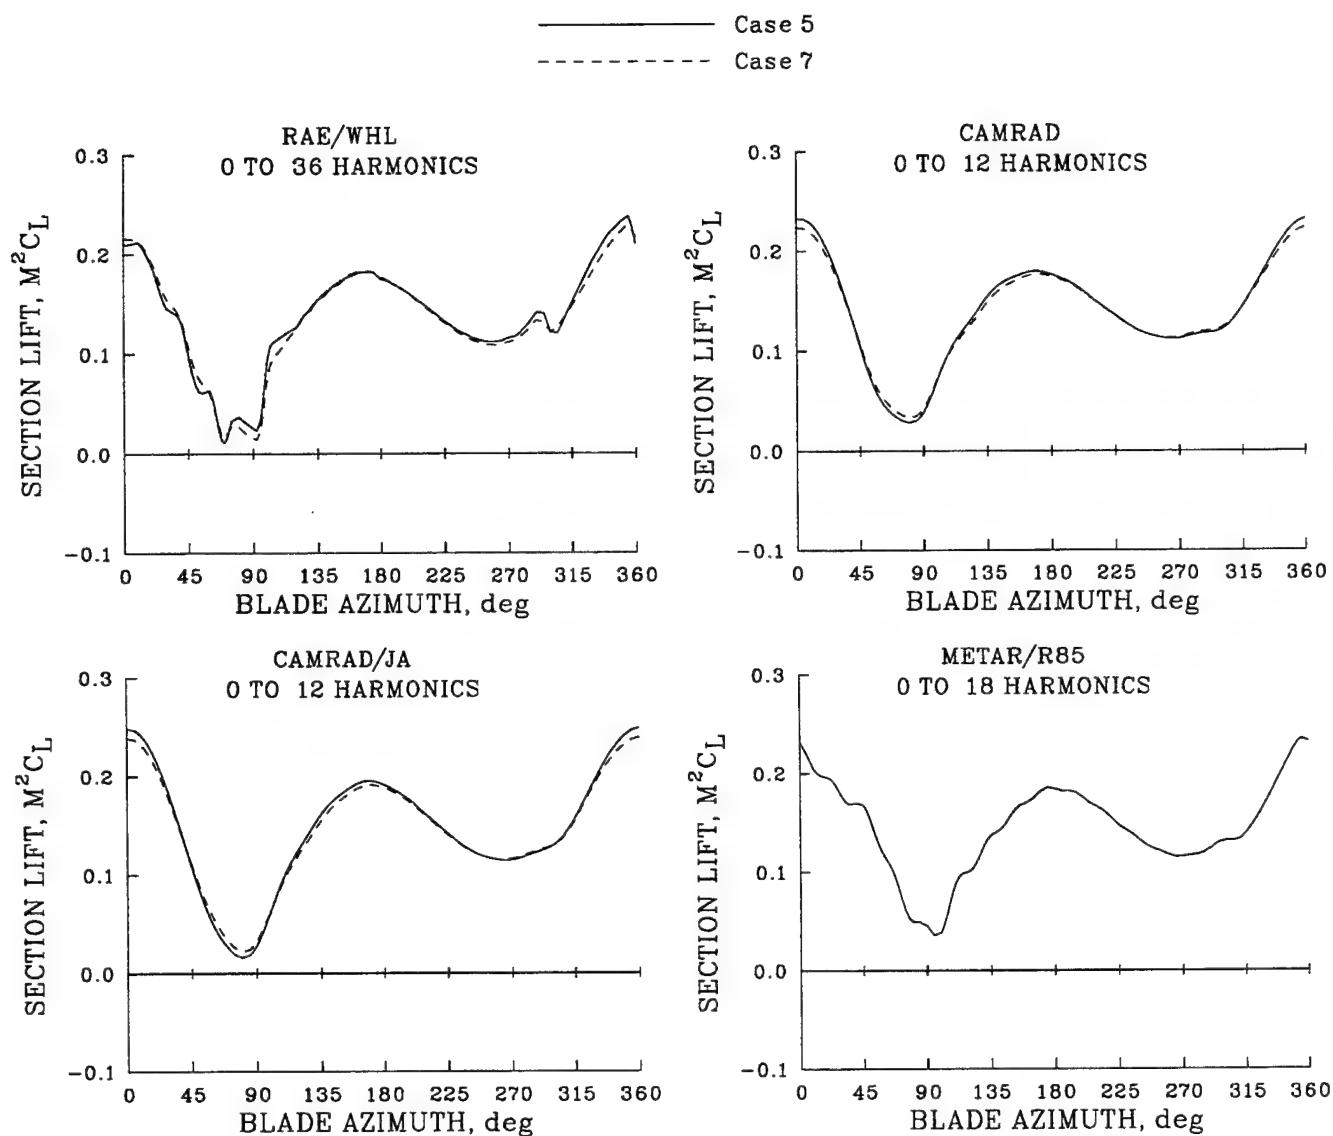 Case 5
Case 7
RAE/WHL
0 TO 36 HARMONICS
0.3
0.2
0.1
0.0
−0.1
SECTION LIFT, M²C_L
0 45 90 135 180 225 270 315 360
BLADE AZIMUTH, deg
CAMRAD
0 TO 12 HARMONICS
0.3
0.2
0.1
0.0
−0.1
SECTION LIFT, M²C_L
0 45 90 135 180 225 270 315 360
BLADE AZIMUTH, deg
CAMRAD/JA
0 TO 12 HARMONICS
0.3
0.2
0.1
0.0
−0.1
SECTION LIFT, M²C_L
0 45 90 135 180 225 270 315 360
BLADE AZIMUTH, deg
METAR/R85
0 TO 18 HARMONICS
0.3
0.2
0.1
0.0
−0.1
SECTION LIFT, M²C_L
0 45 90 135 180 225 270 315 360
BLADE AZIMUTH, deg